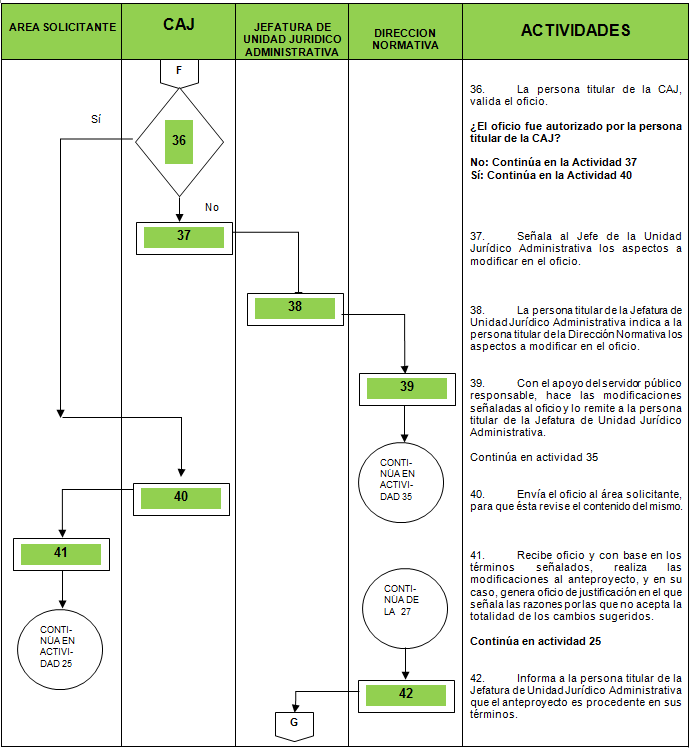 AREA SOLICITANTE
CAJ
JEFATURA DE
UNIDAD JURIDICO
ADMINISTRATIVA
DIRECCION
NORMATIVA
ACTIVIDADES
F
Sí
36
No
37
38
39
CONTI-
NÚA EN
ACTIVI-
DAD 35
40
41
CONTI-
NÚA EN
ACTIVI-
DAD 25
CONTI-
NÚA DE
LA 27
42
G
36. La persona titular de la CAJ,
valida el oficio.
¿El oficio fue autorizado por la persona
titular de la CAJ?
No: Continúa en la Actividad 37
Sí: Continúa en la Actividad 40
37. Señala al Jefe de la Unidad
Jurídico Administrativa los aspectos a
modificar en el oficio.
38. La persona titular de la Jefatura de
Unidad Jurídico Administrativa indica a la
persona titular de la Dirección Normativa los
aspectos a modificar en el oficio.
39. Con el apoyo del servidor público
responsable, hace las modificaciones
señaladas al oficio y lo remite a la persona
titular de la Jefatura de Unidad Jurídico
Administrativa.
Continúa en actividad 35
40. Envía el oficio al área solicitante,
para que ésta revise el contenido del mismo.
41. Recibe oficio y con base en los
términos señalados, realiza las
modificaciones al anteproyecto, y en su
caso, genera oficio de justificación en el que
señala las razones por las que no acepta la
totalidad de los cambios sugeridos.
Continúa en actividad 25
42. Informa a la persona titular de la
Jefatura de Unidad Jurídico Administrativa
que el anteproyecto es procedente en sus
términos.